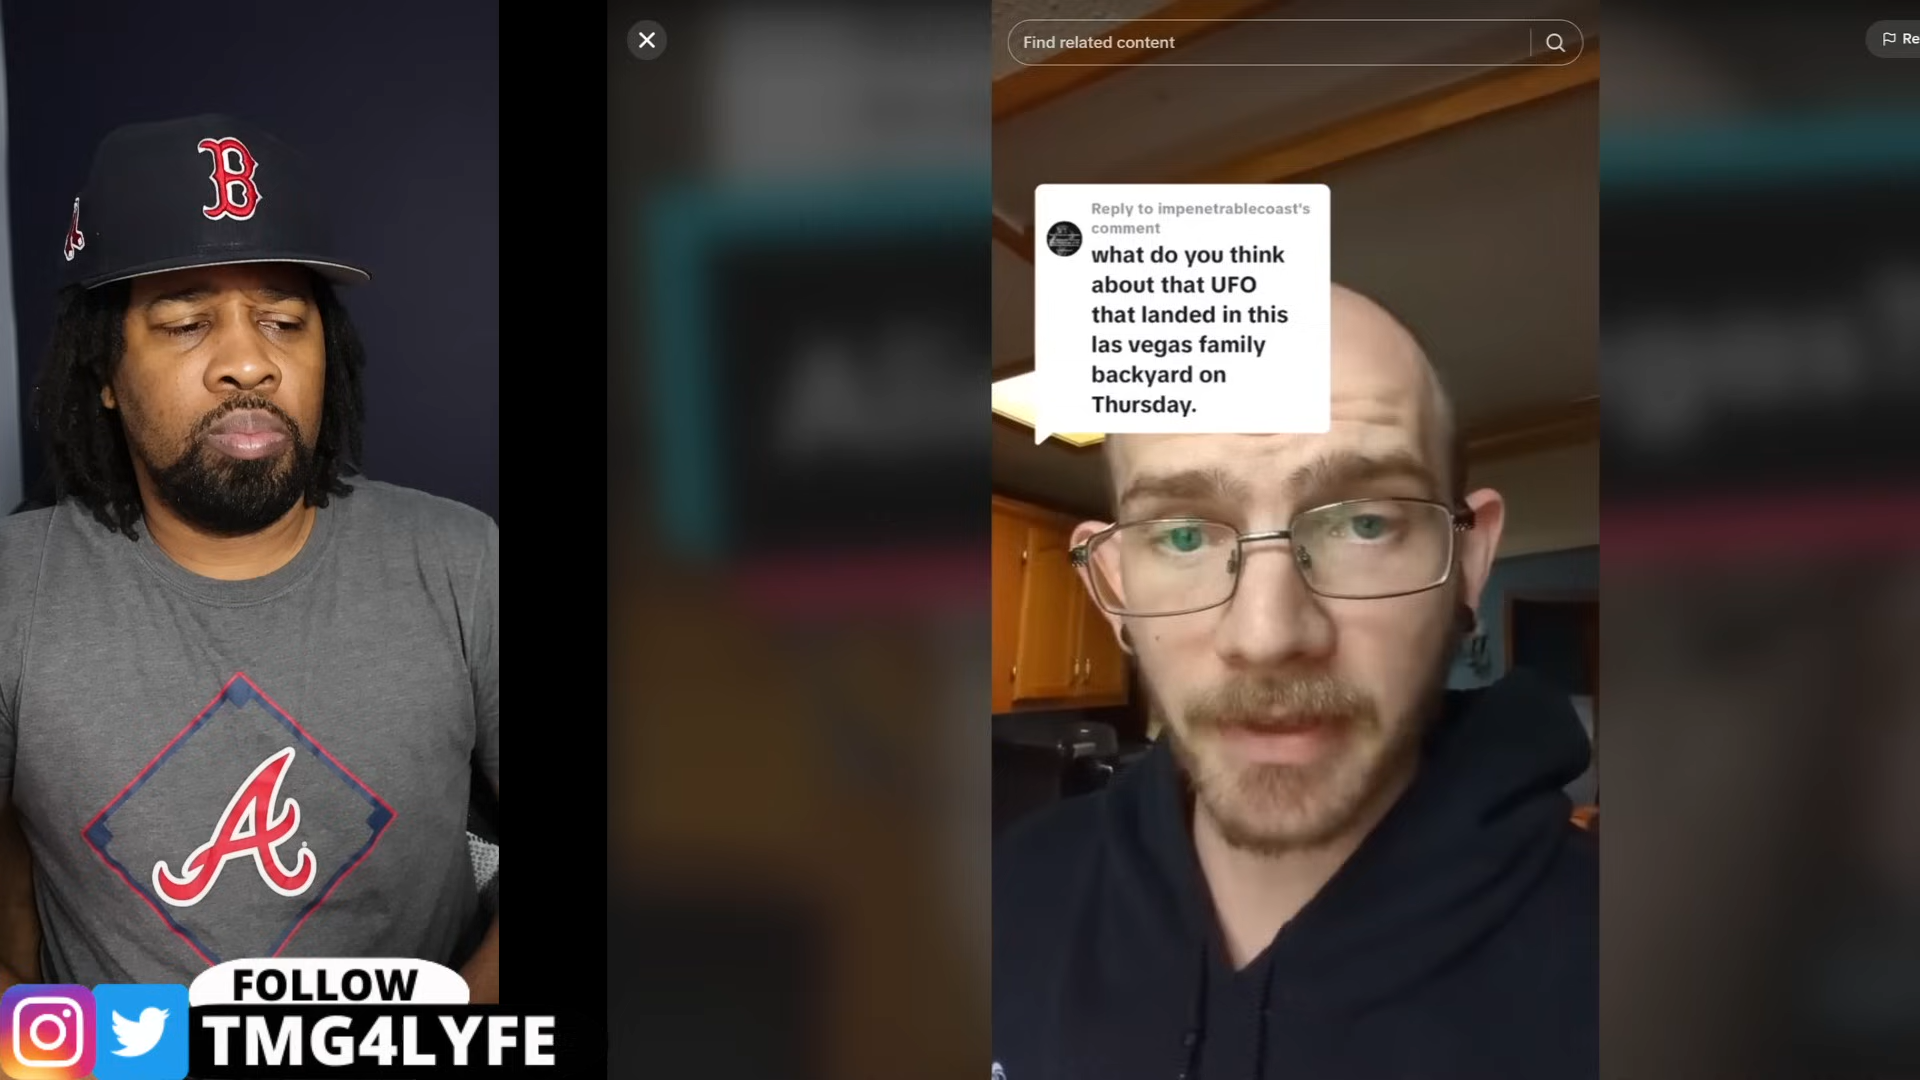 B
A
FOLLOW
TMG4LYFE
Find related content
Re
Reply to impenetrablecoast's
comment
what do you think
about that UFO
that landed in this
las vegas family
backyard on
Thursday.